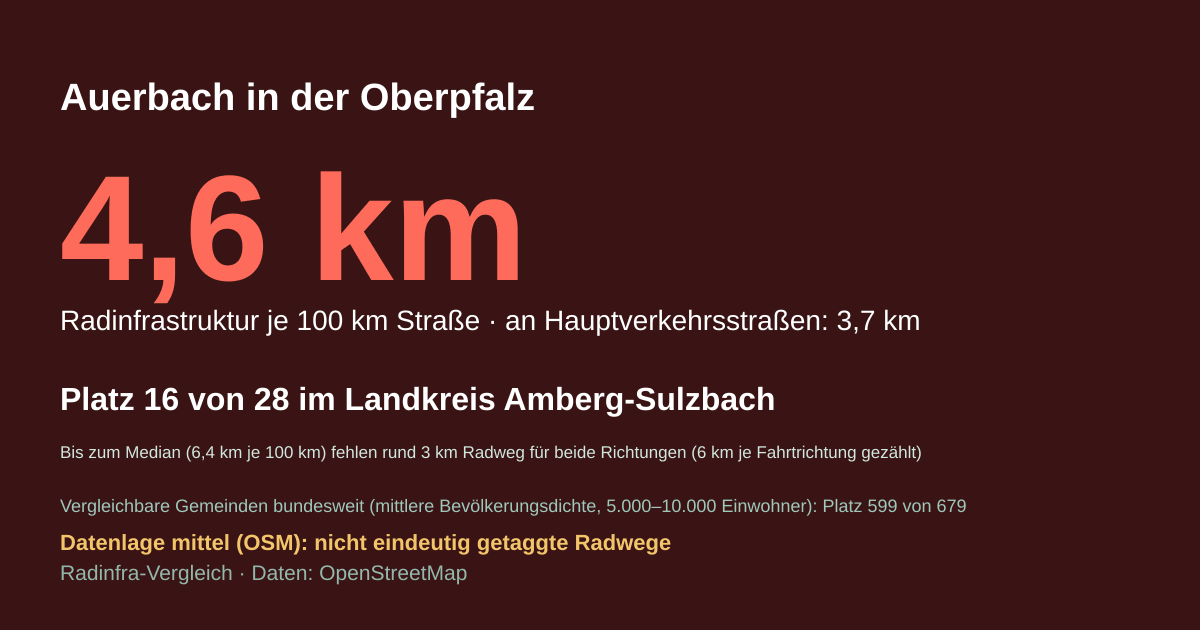 Auerbach in der Oberpfalz
4,6 km
Radinfrastruktur je 100 km Straße · an Hauptverkehrsstraßen: 3,7 km
Platz 16 von 28 im Landkreis Amberg-Sulzbach
Bis zum Median (6,4 km je 100 km) fehlen rund 3 km Radweg für beide Richtungen (6 km je Fahrtrichtung gezählt)
Vergleichbare Gemeinden bundesweit (mittlere Bevölkerungsdichte, 5.000–10.000 Einwohner): Platz 599 von 679
Datenlage mittel (OSM): nicht eindeutig getaggte Radwege
Radinfra-Vergleich · Daten: OpenStreetMap